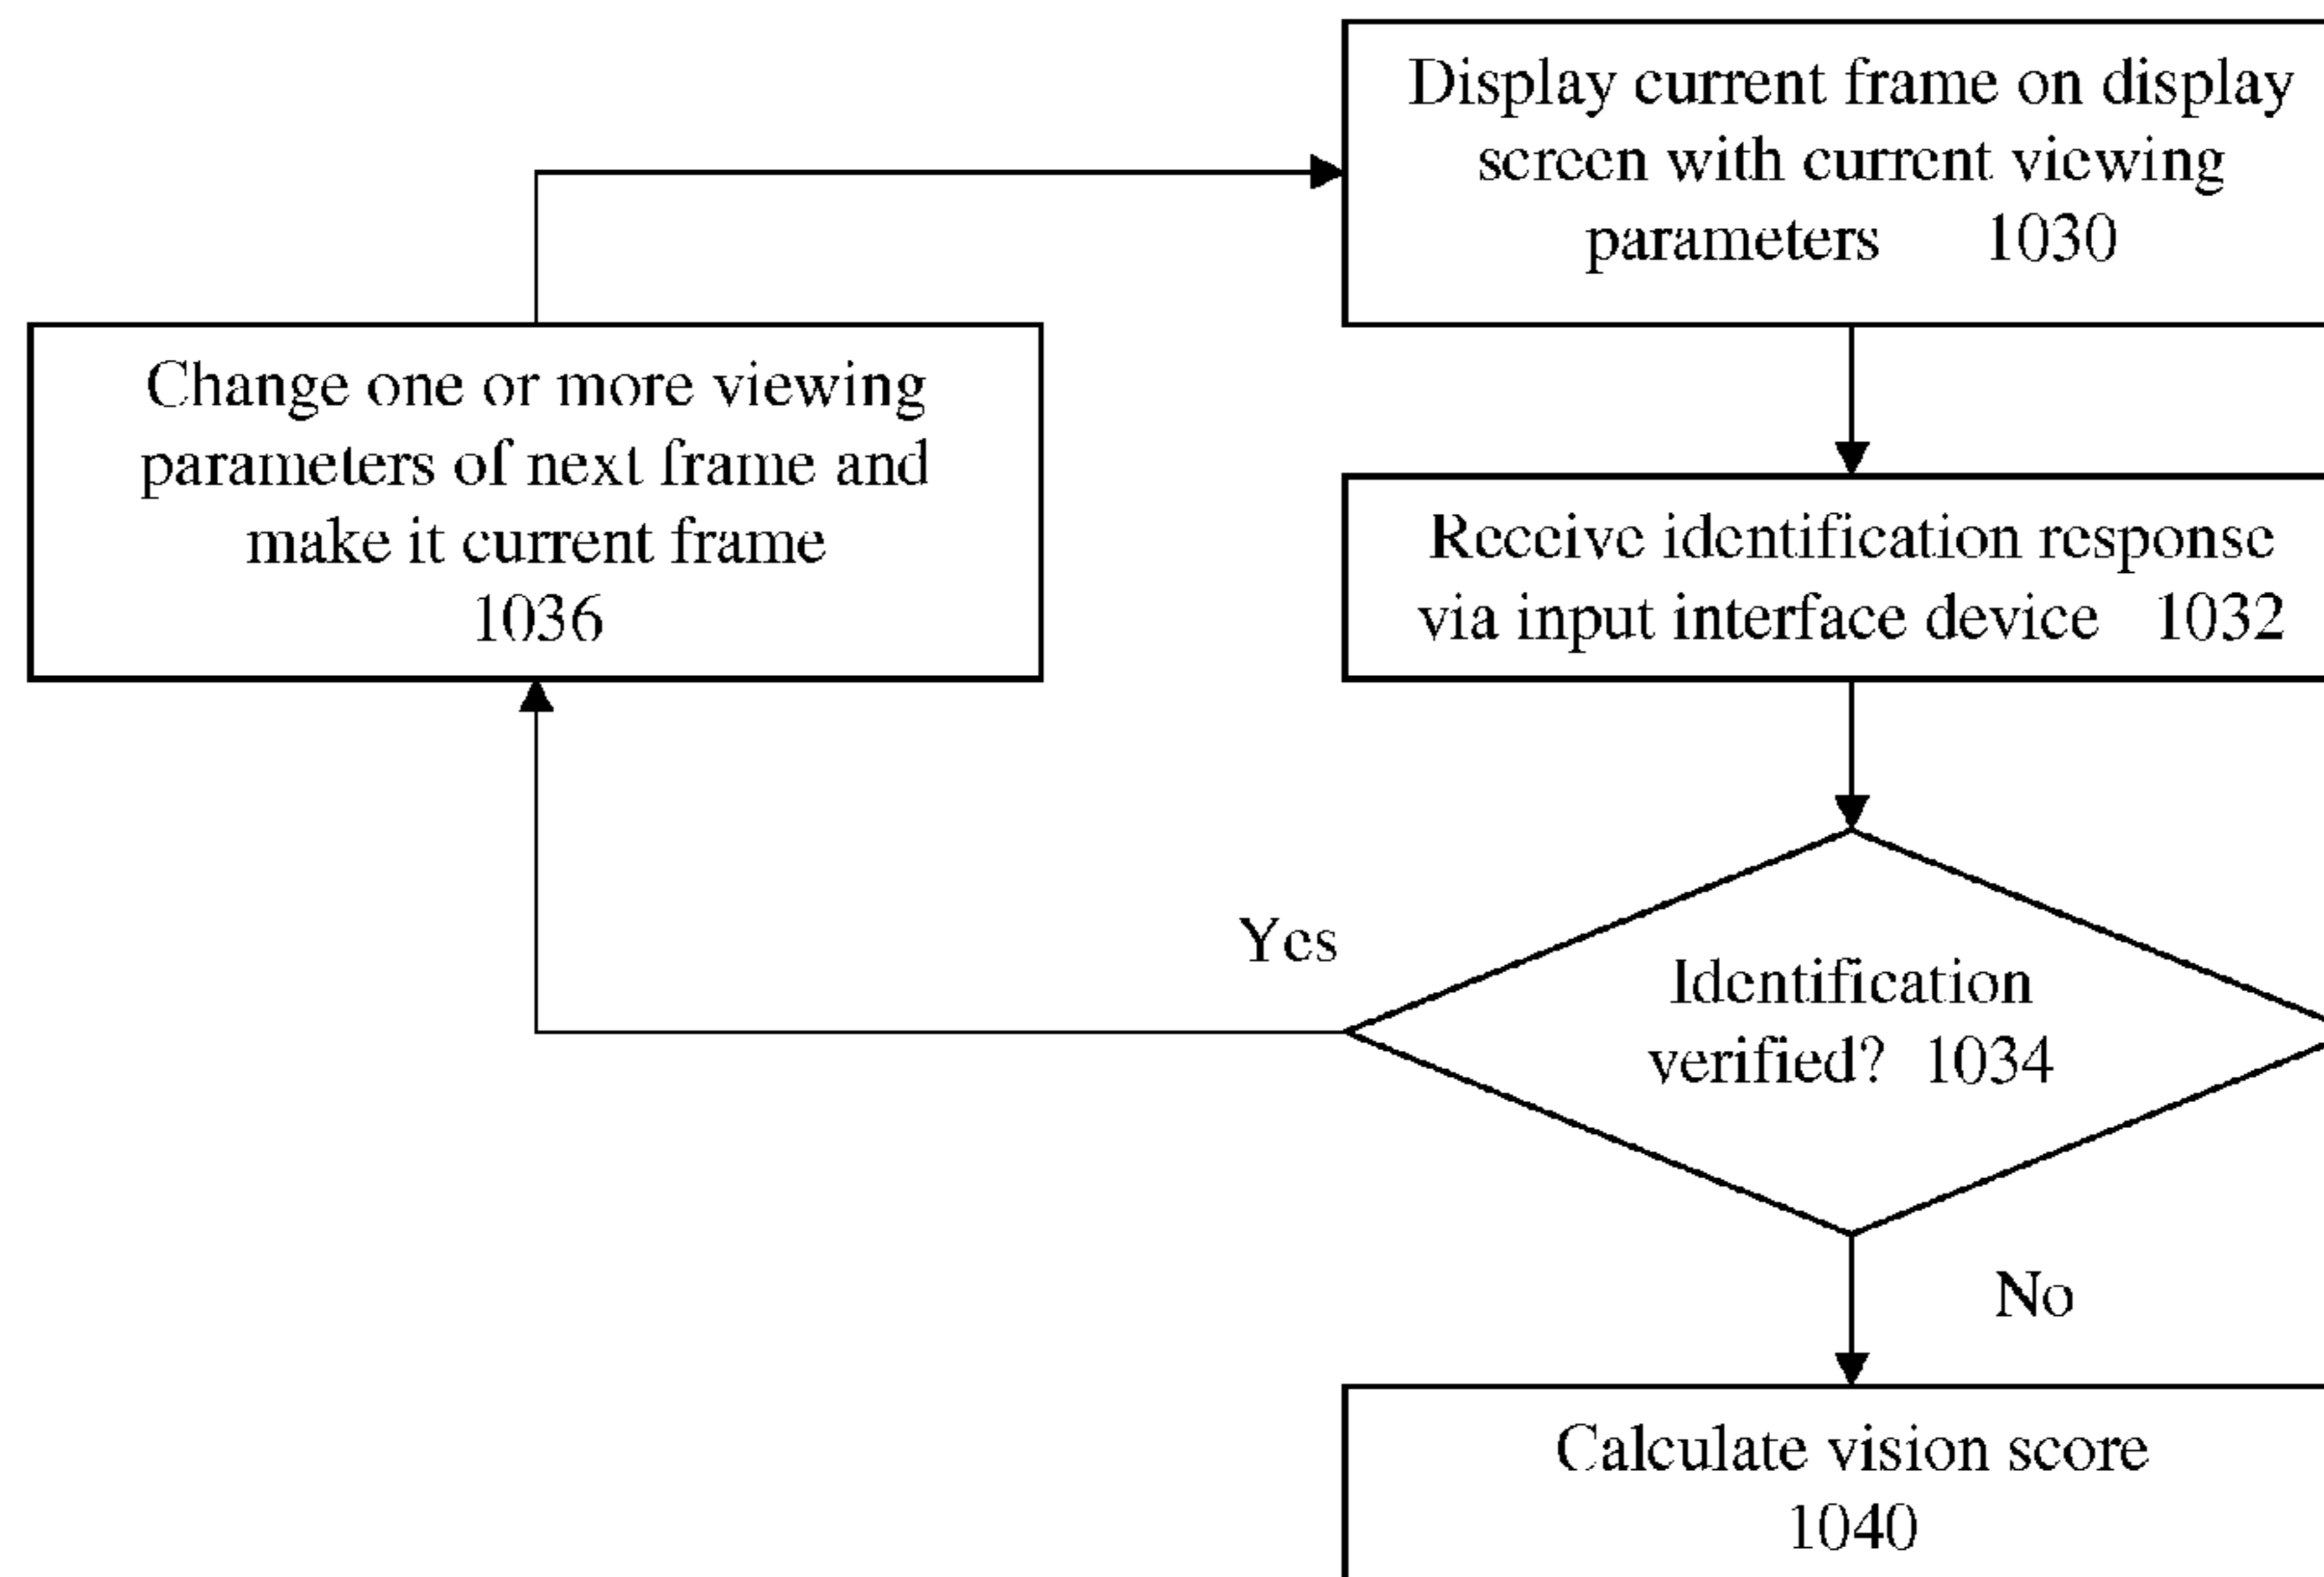 Display current frame on display
screen with current viewing
parameters 1030
Change one or more viewing
parameters of next frame and
make it current frame
1036
Receive identification response
via input interface device 1032
Yes
Identification
verified? 1034
No
Calculate vision score
1040